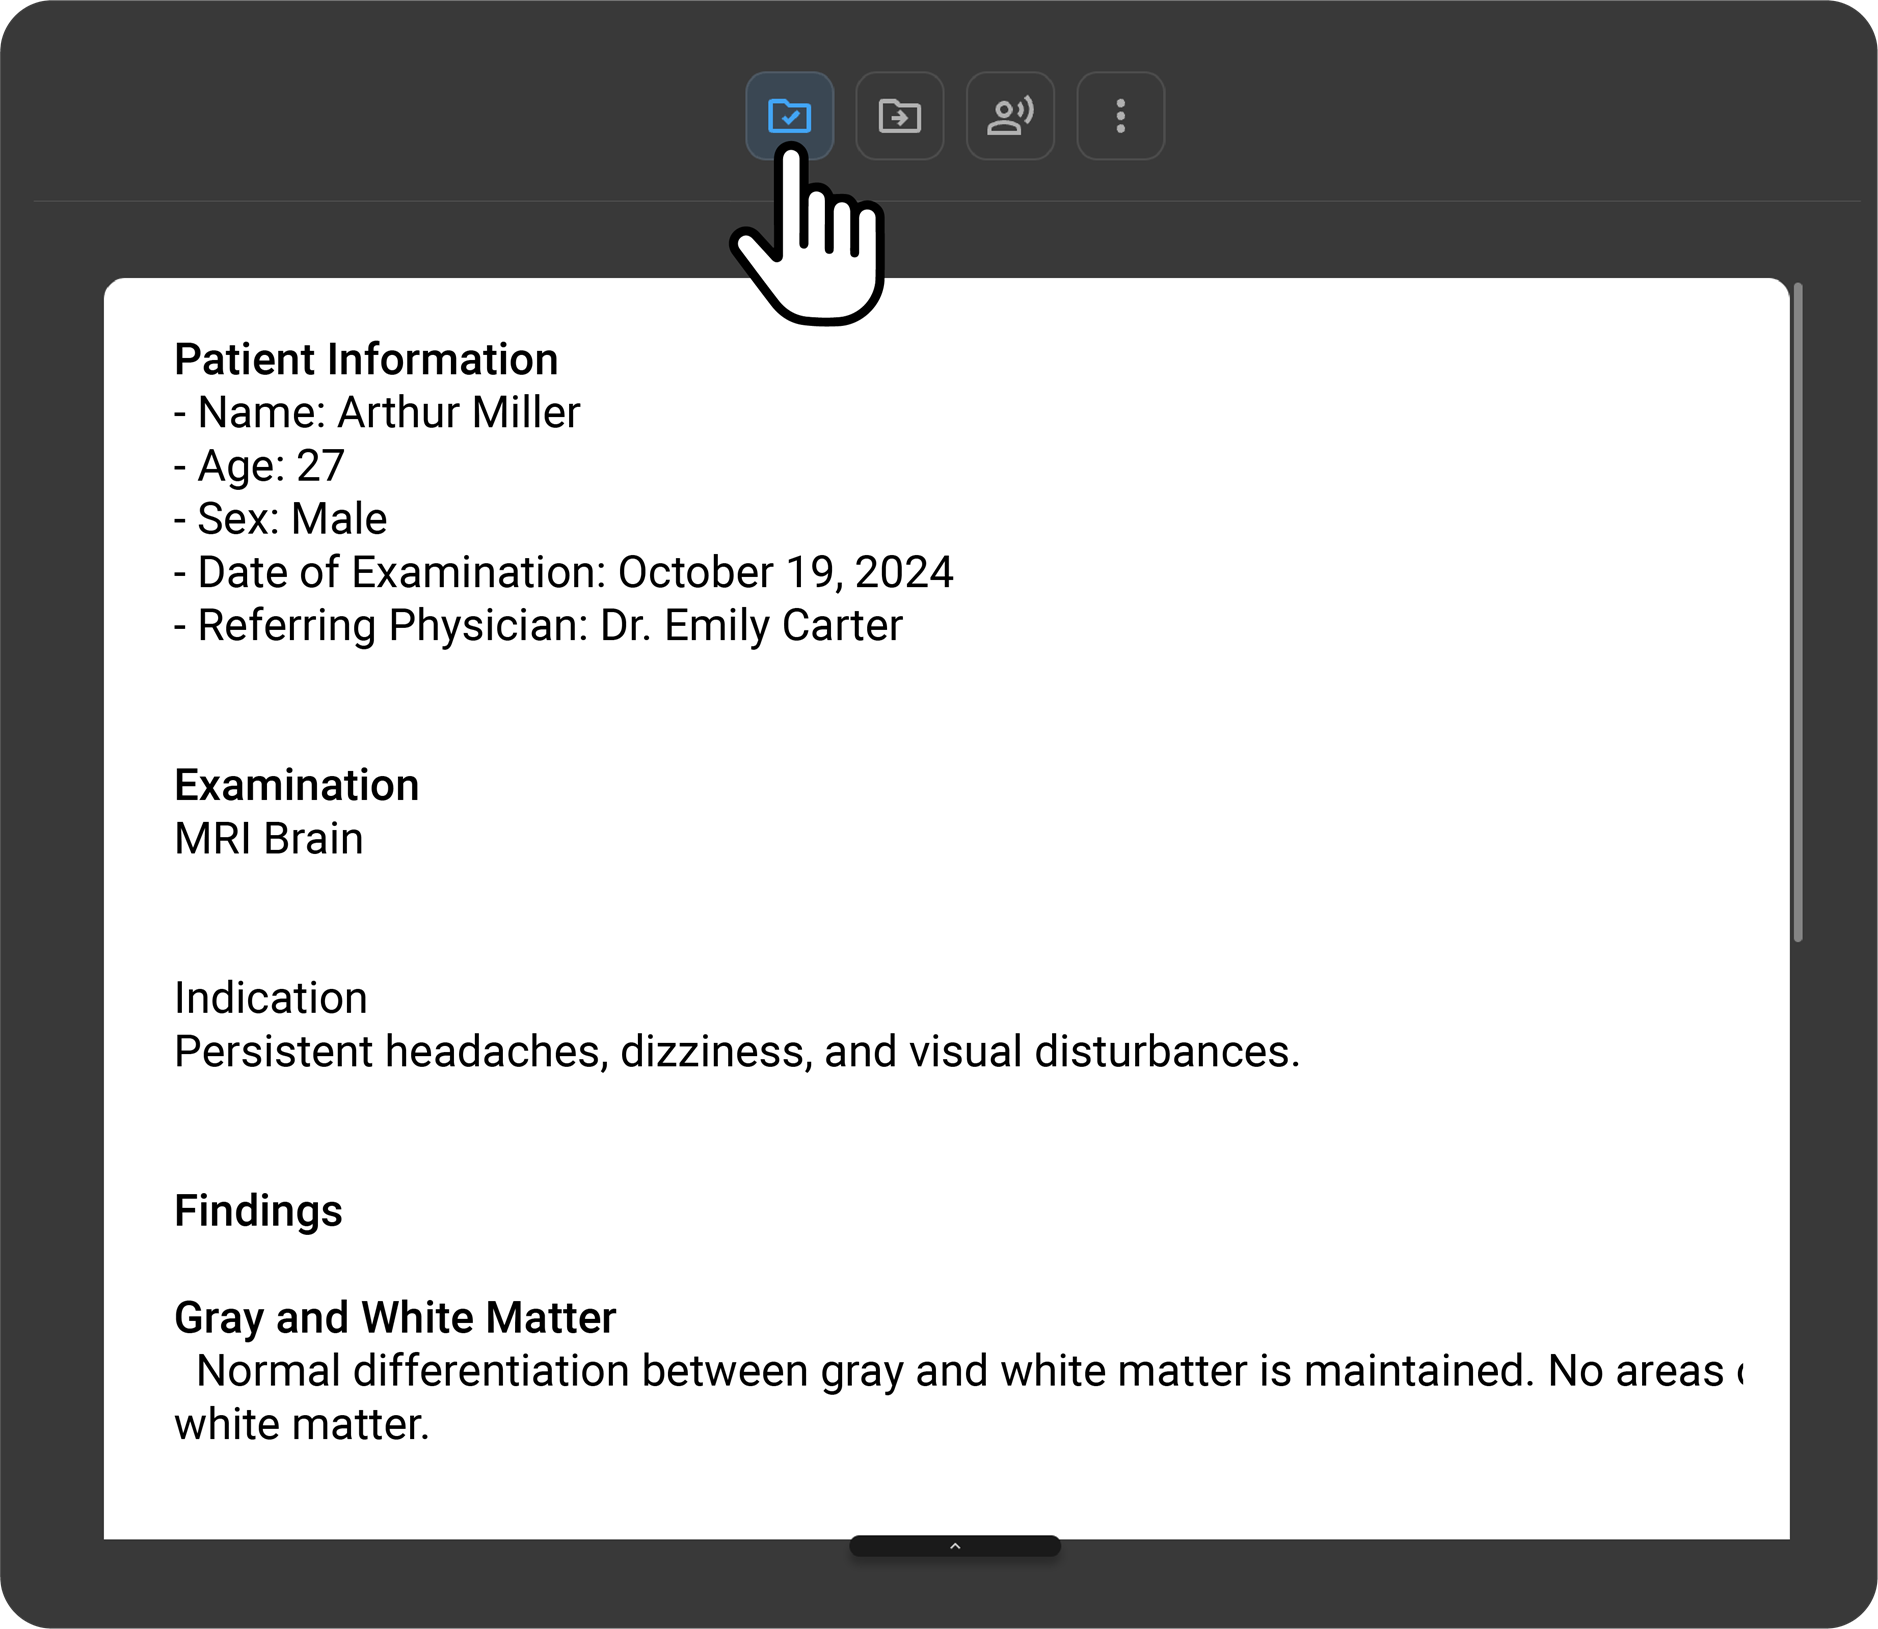 Patient Information
- Name: Arthur Miller
- Age: 27
- Sex: Male
- Date of Examination: October 19, 2024
- Referring Physician: Dr. Emily Carter
Examination
MRI Brain
Indication
Persistent headaches, dizziness, and visual disturbances.
Findings
Gray and White Matter
Normal differentiation between gray and white matter is maintained. No areas
white matter.